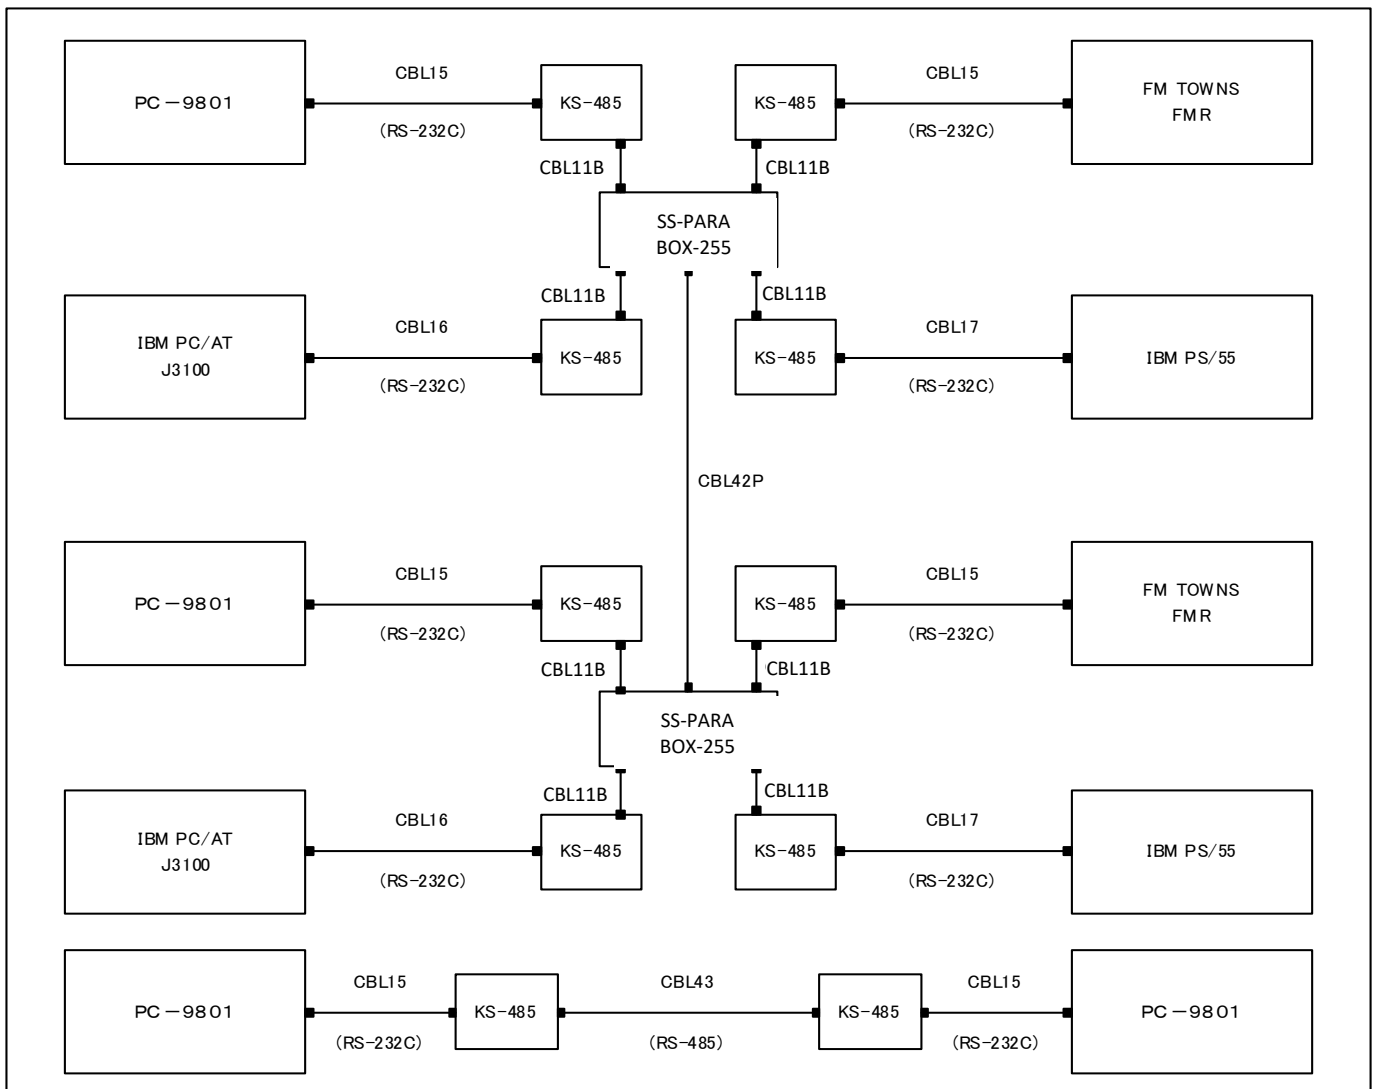 CBL15
CBL15
PC－9801
KS-485
KS-485
FM TOWNS
FMR
(RS-232C)
(RS-232C)
CBL11B
CBL11B
SS-PARA
BOX-255
CBL11B
CBL11B
CBL16
CBL17
IBM PC/AT
J3100
KS-485
KS-485
IBM PS/55
(RS-232C)
(RS-232C)
CBL42P
CBL15
CBL15
PC－9801
KS-485
KS-485
FM TOWNS
FMR
(RS-232C)
(RS-232C)
CBL11B
CBL11B
SS-PARA
BOX-255
CBL11B
CBL11B
CBL16
CBL17
IBM PC/AT
J3100
KS-485
KS-485
IBM PS/55
(RS-232C)
(RS-232C)
CBL15
CBL43
CBL15
PC－9801
KS-485
KS-485
PC－9801
(RS-232C)
(RS-485)
(RS-232C)